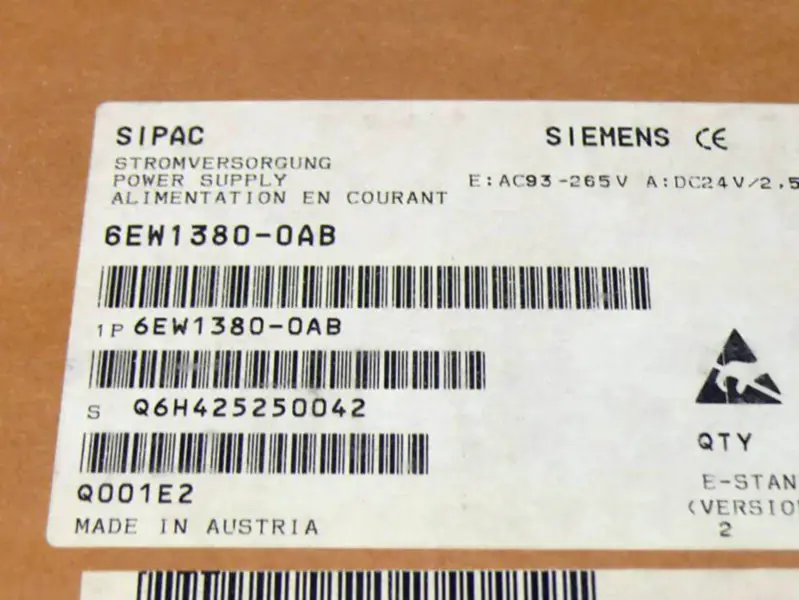 SIPAC
SIEMENS CE
STROMVERSORGUNG
POWER SUPPLY
E:AC93-265V A:DC24V/2,5
ALIMENTATION EN COURANT
6EW1380-0AB
1P 6EW1380-0AB
S Q6H425250042
QTY
Q001E2
E-STAN
(VERSIO
MADE IN AUSTRIA
2